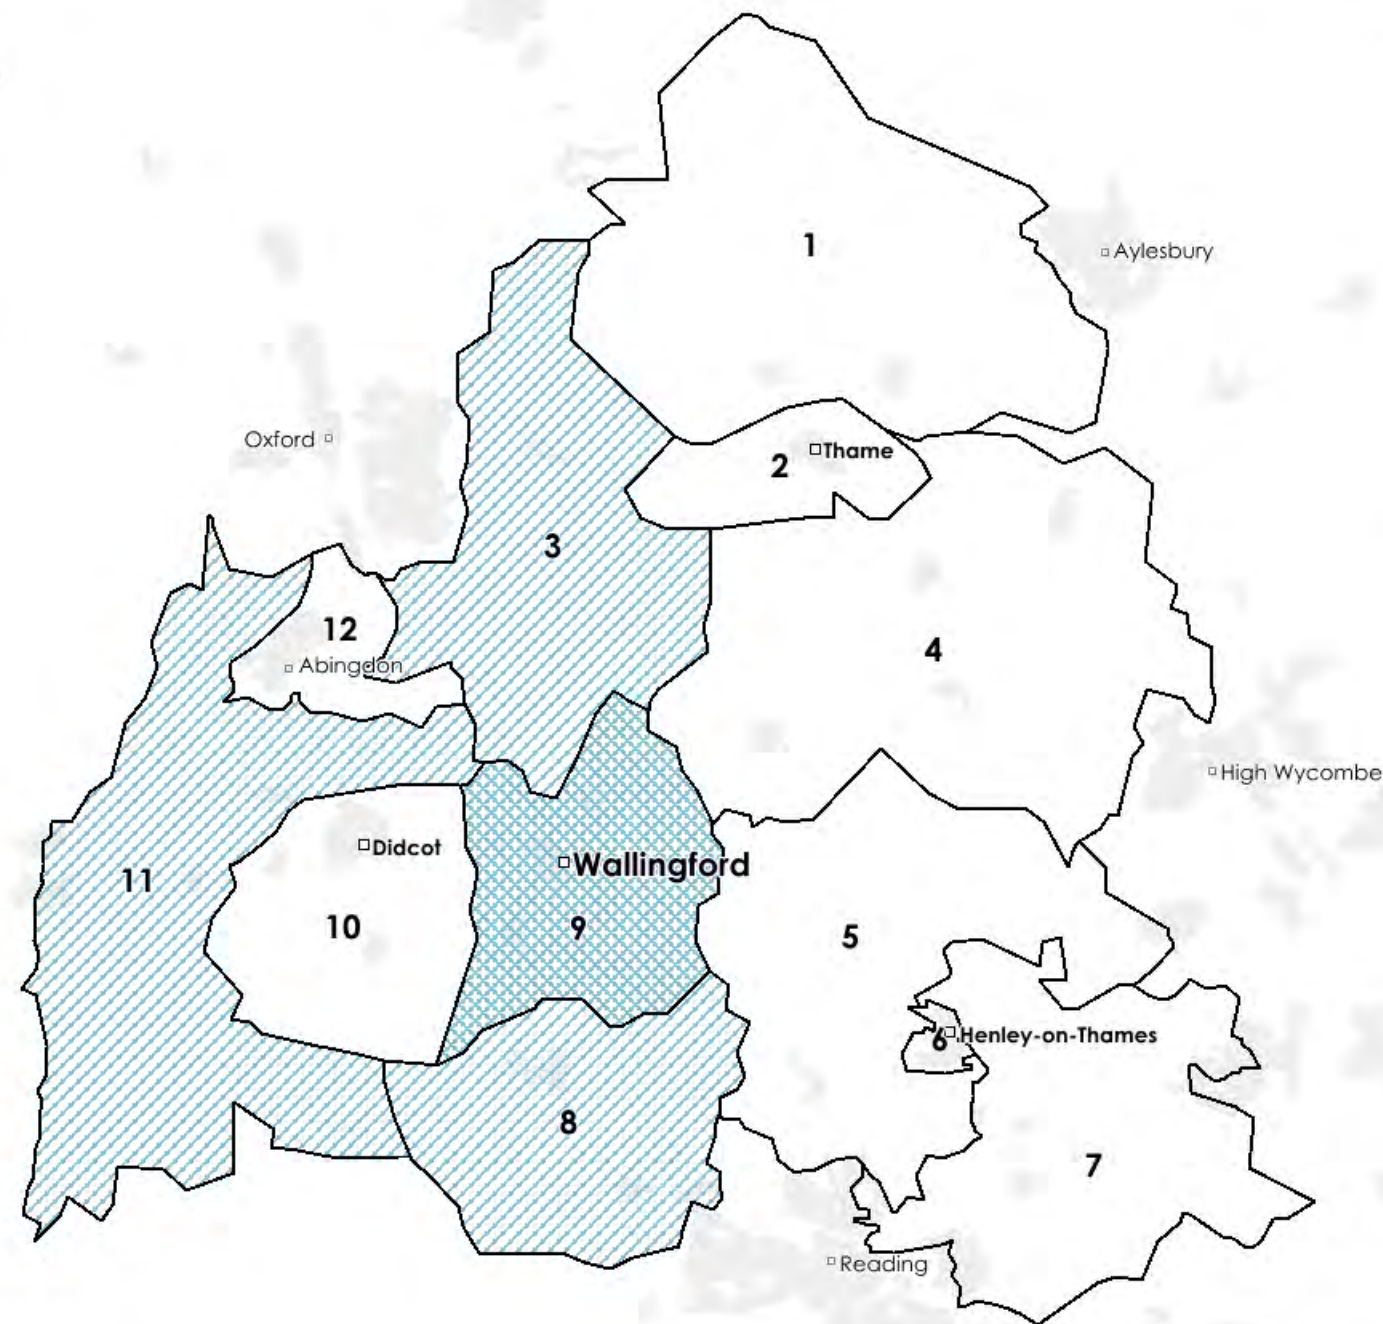 1
Aylesbury
Oxford
2
Thame
3
12
Abingdon
4
High Wycombe
Didcot
Wallingford
11
10
9
5
6
Henley-on-Thames
8
7
Reading